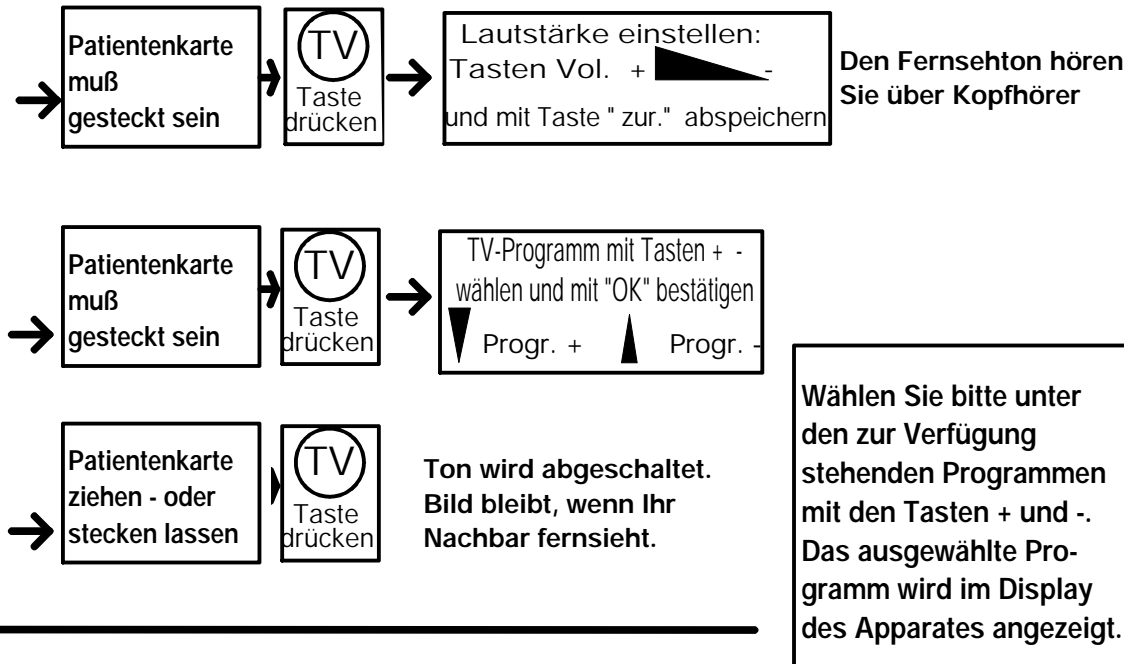 Patientenkarte
muß
gesteckt sein
TV
Taste
drücken
Lautstärke einstellen:
Tasten Vol. + -
und mit Taste " zur." abspeichern
Den Fernsehton hören
Sie über Kopfhörer
Patientenkarte
muß
gesteckt sein
TV
Taste
drücken
TV-Programm mit Tasten + -
wählen und mit "OK" bestätigen
Progr. + Progr. -
Patientenkarte
ziehen - oder
stecken lassen
TV
Taste
drücken
Ton wird abgeschaltet.
Bild bleibt, wenn Ihr
Nachbar fernsieht.
Wählen Sie bitte unter
den zur Verfügung
stehenden Programmen
mit den Tasten + und -.
Das ausgewählte Pro-
gramm wird im Display
des Apparates angezeigt.